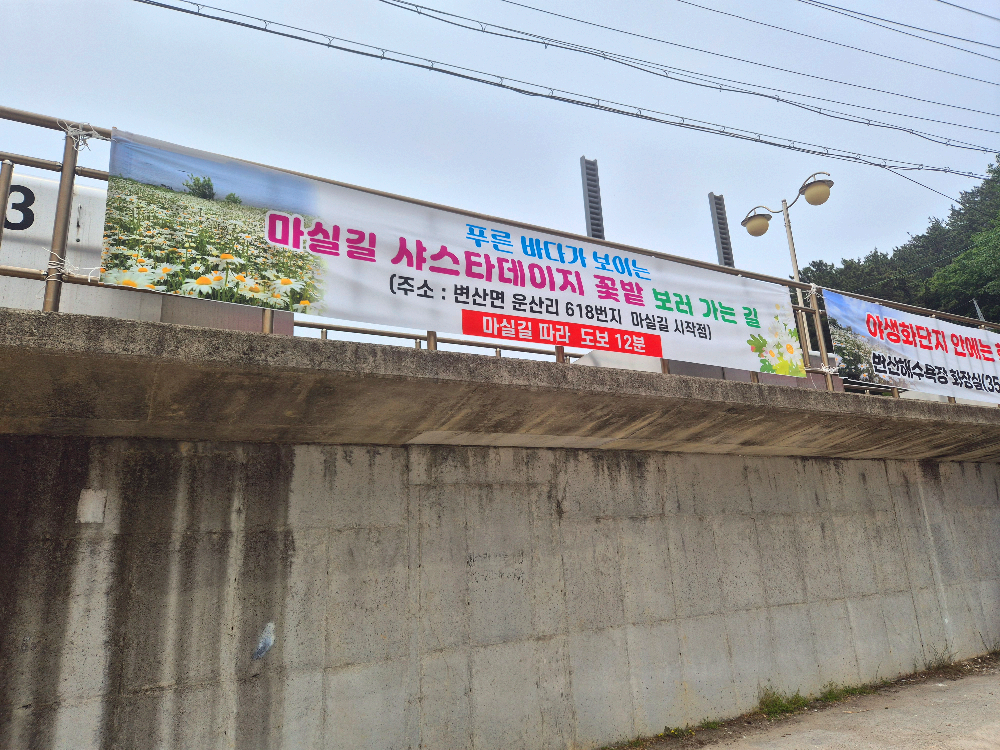 3
푸른 바다가 보이는
마실길 샤스타데이지 꽃밭 보러 가는 길
(주소 : 변산면 운산리 618번지 마실길 시작점)
마실길 따라 도보 12분
야생화단지 안에는
변산해수욕장 화장실(35